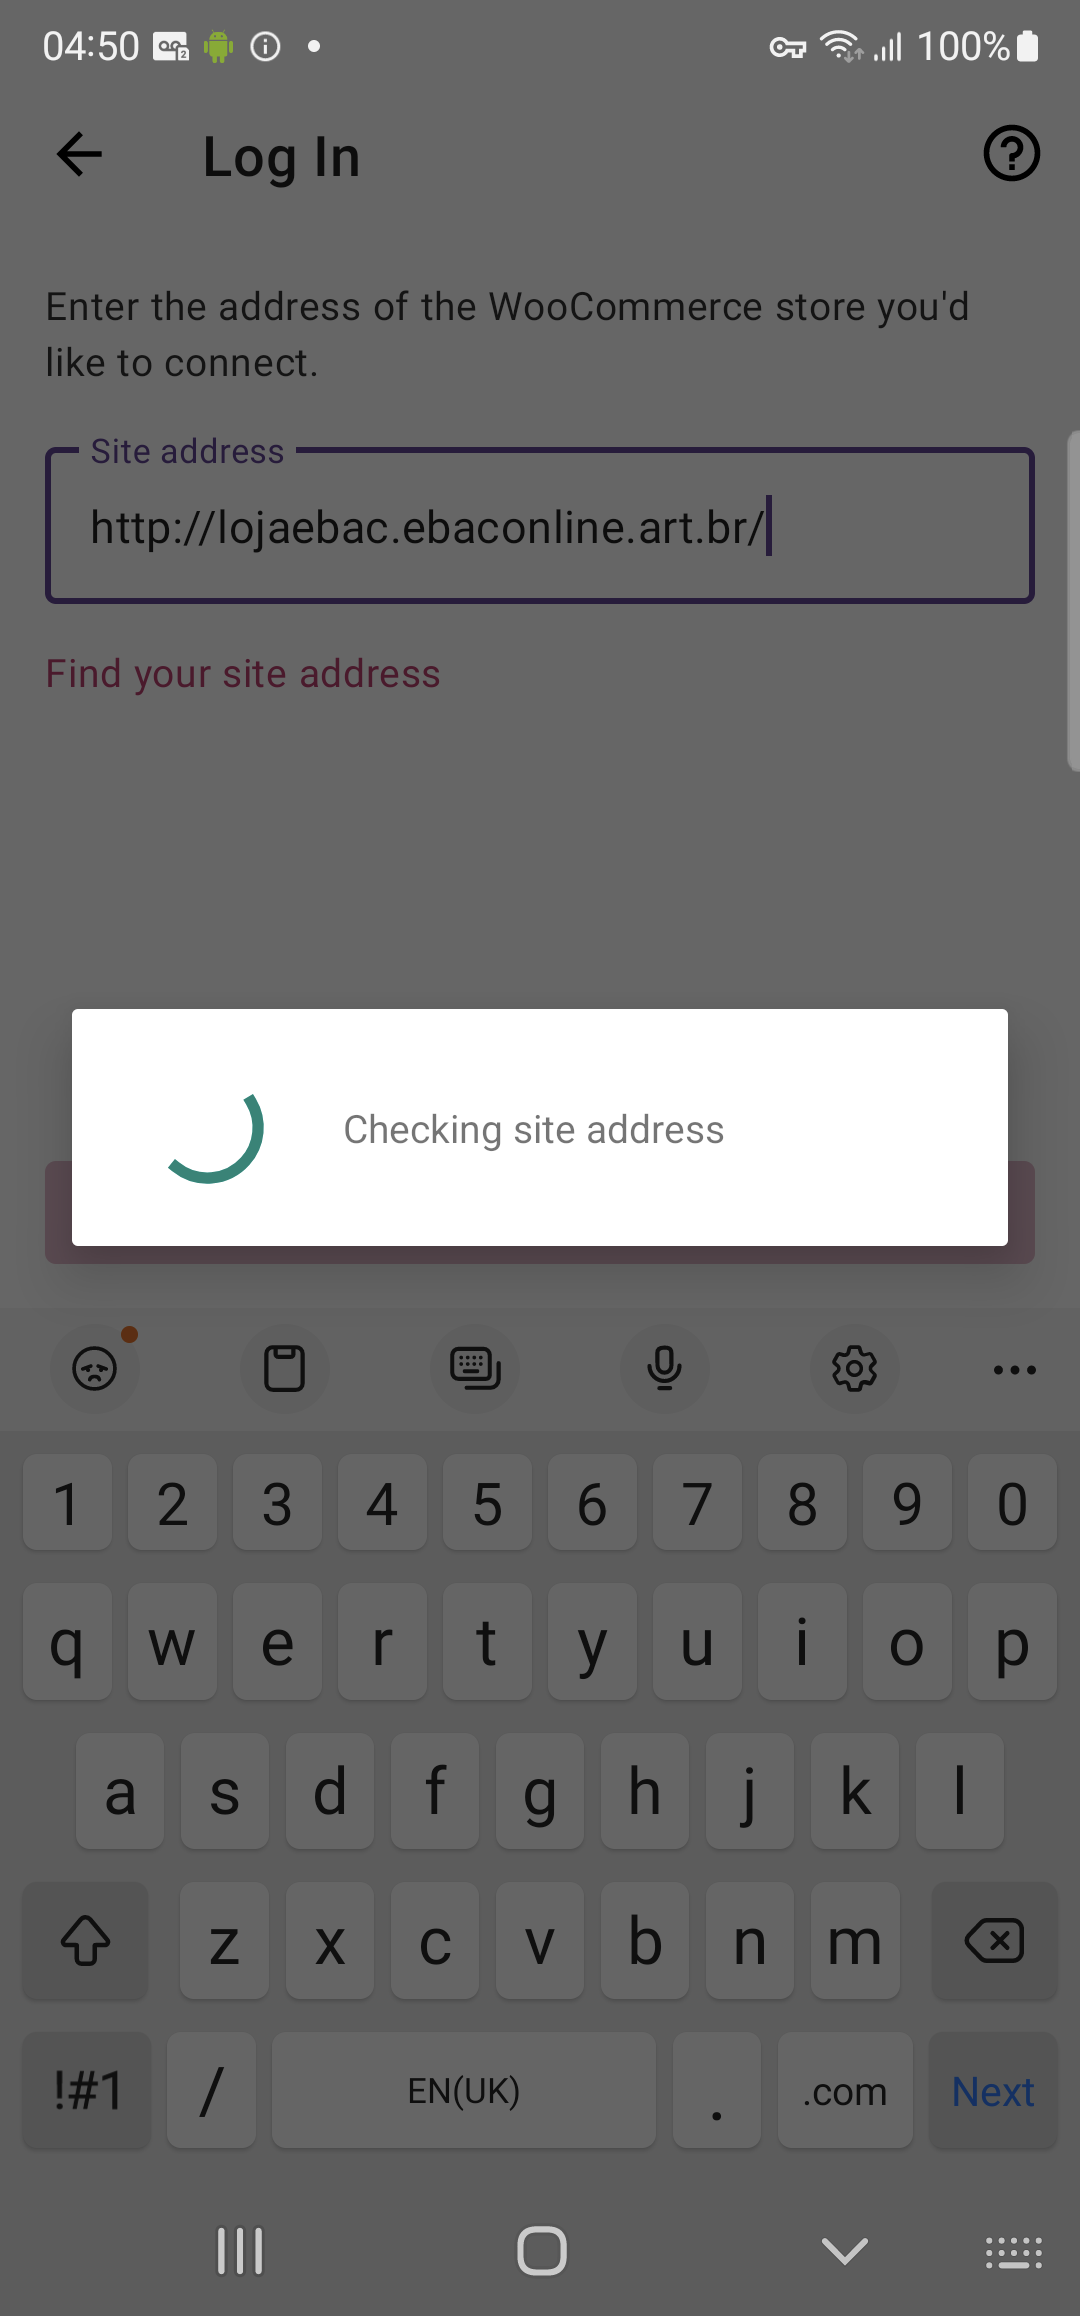 04:50
100%
Log In
Enter the address of the WooCommerce store you'd
like to connect.
Site address
http://lojaebac.ebaconline.art.br/
Find your site address
Checking site address
1 2 3 4 5 6 7 8 9 0
q w e r t y u i o p
a s d f g h j k l
z x c v b n m
!#1 / EN(UK) . .com Next